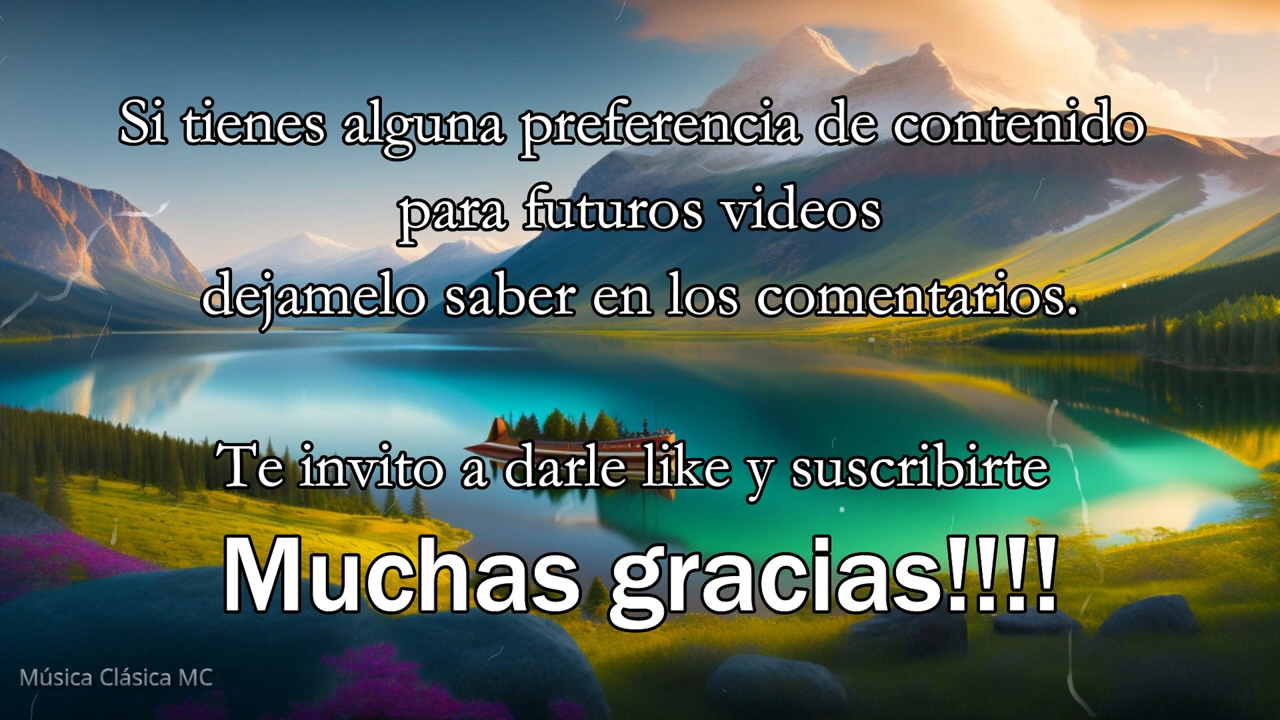 Si tienes alguna preferencia de contenido
para futuros videos
dejamelo saber en los comentarios.
Te invito a darle like y suscribirte
Muchas gracias!!!!
Música Clásica MC